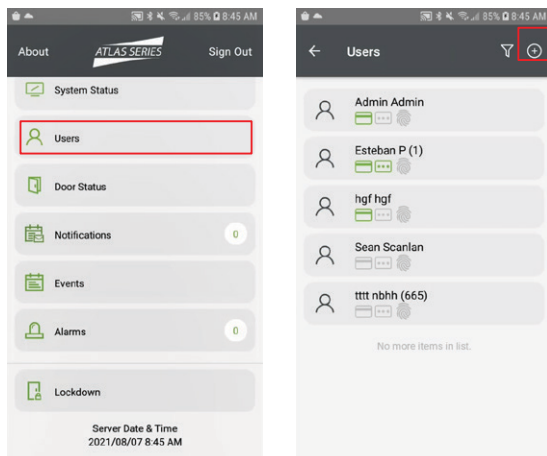 85% 8:45 AM
About ATLAS SERIES Sign Out
System Status
Users
Door Status
Notifications 0
Events
Alarms 0
Lockdown
Server Date & Time
2021/08/07 8:45 AM
85% 8:45 AM
Users
Admin Admin
Esteban P (1)
hgf hgf
Sean Scanlan
tttt nbhh (665)
No more items in list.